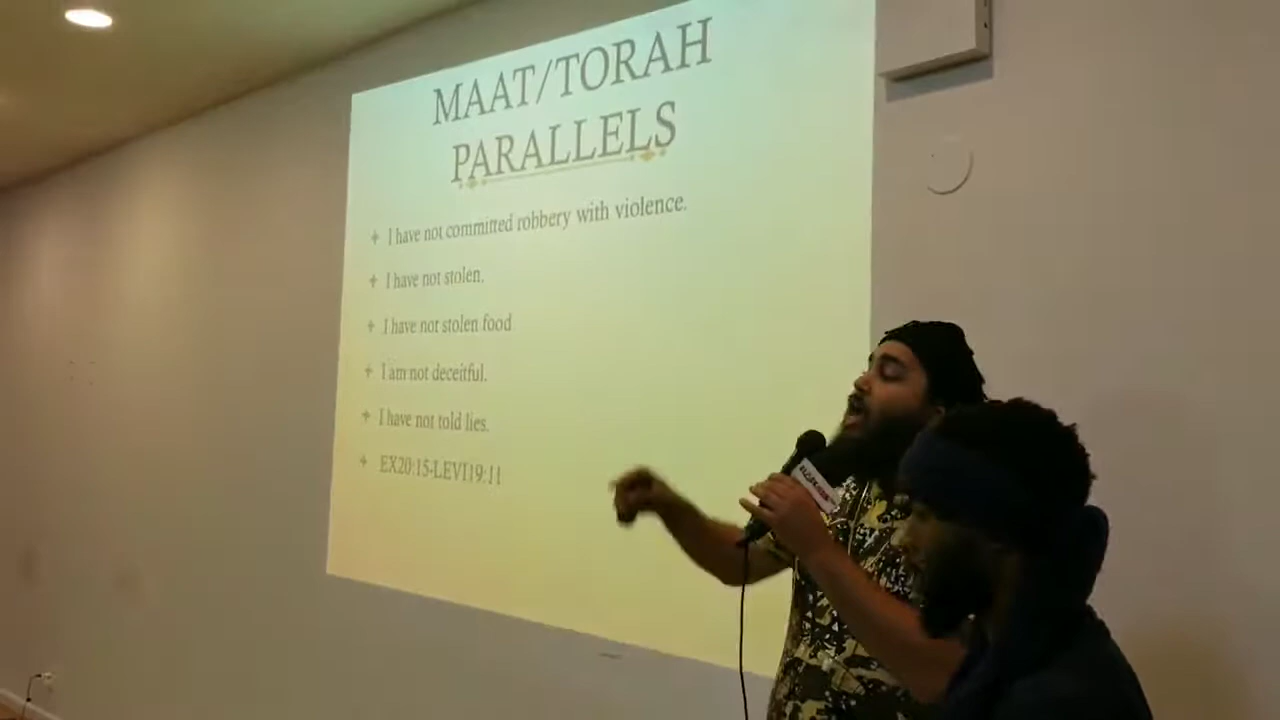 MAAT/TORAH
PARALLELS
I have not committed robbery with violence.
I have not stolen.
I have not stolen food
I am not deceitful.
I have not told lies.
EX20:15-LEVI19:11